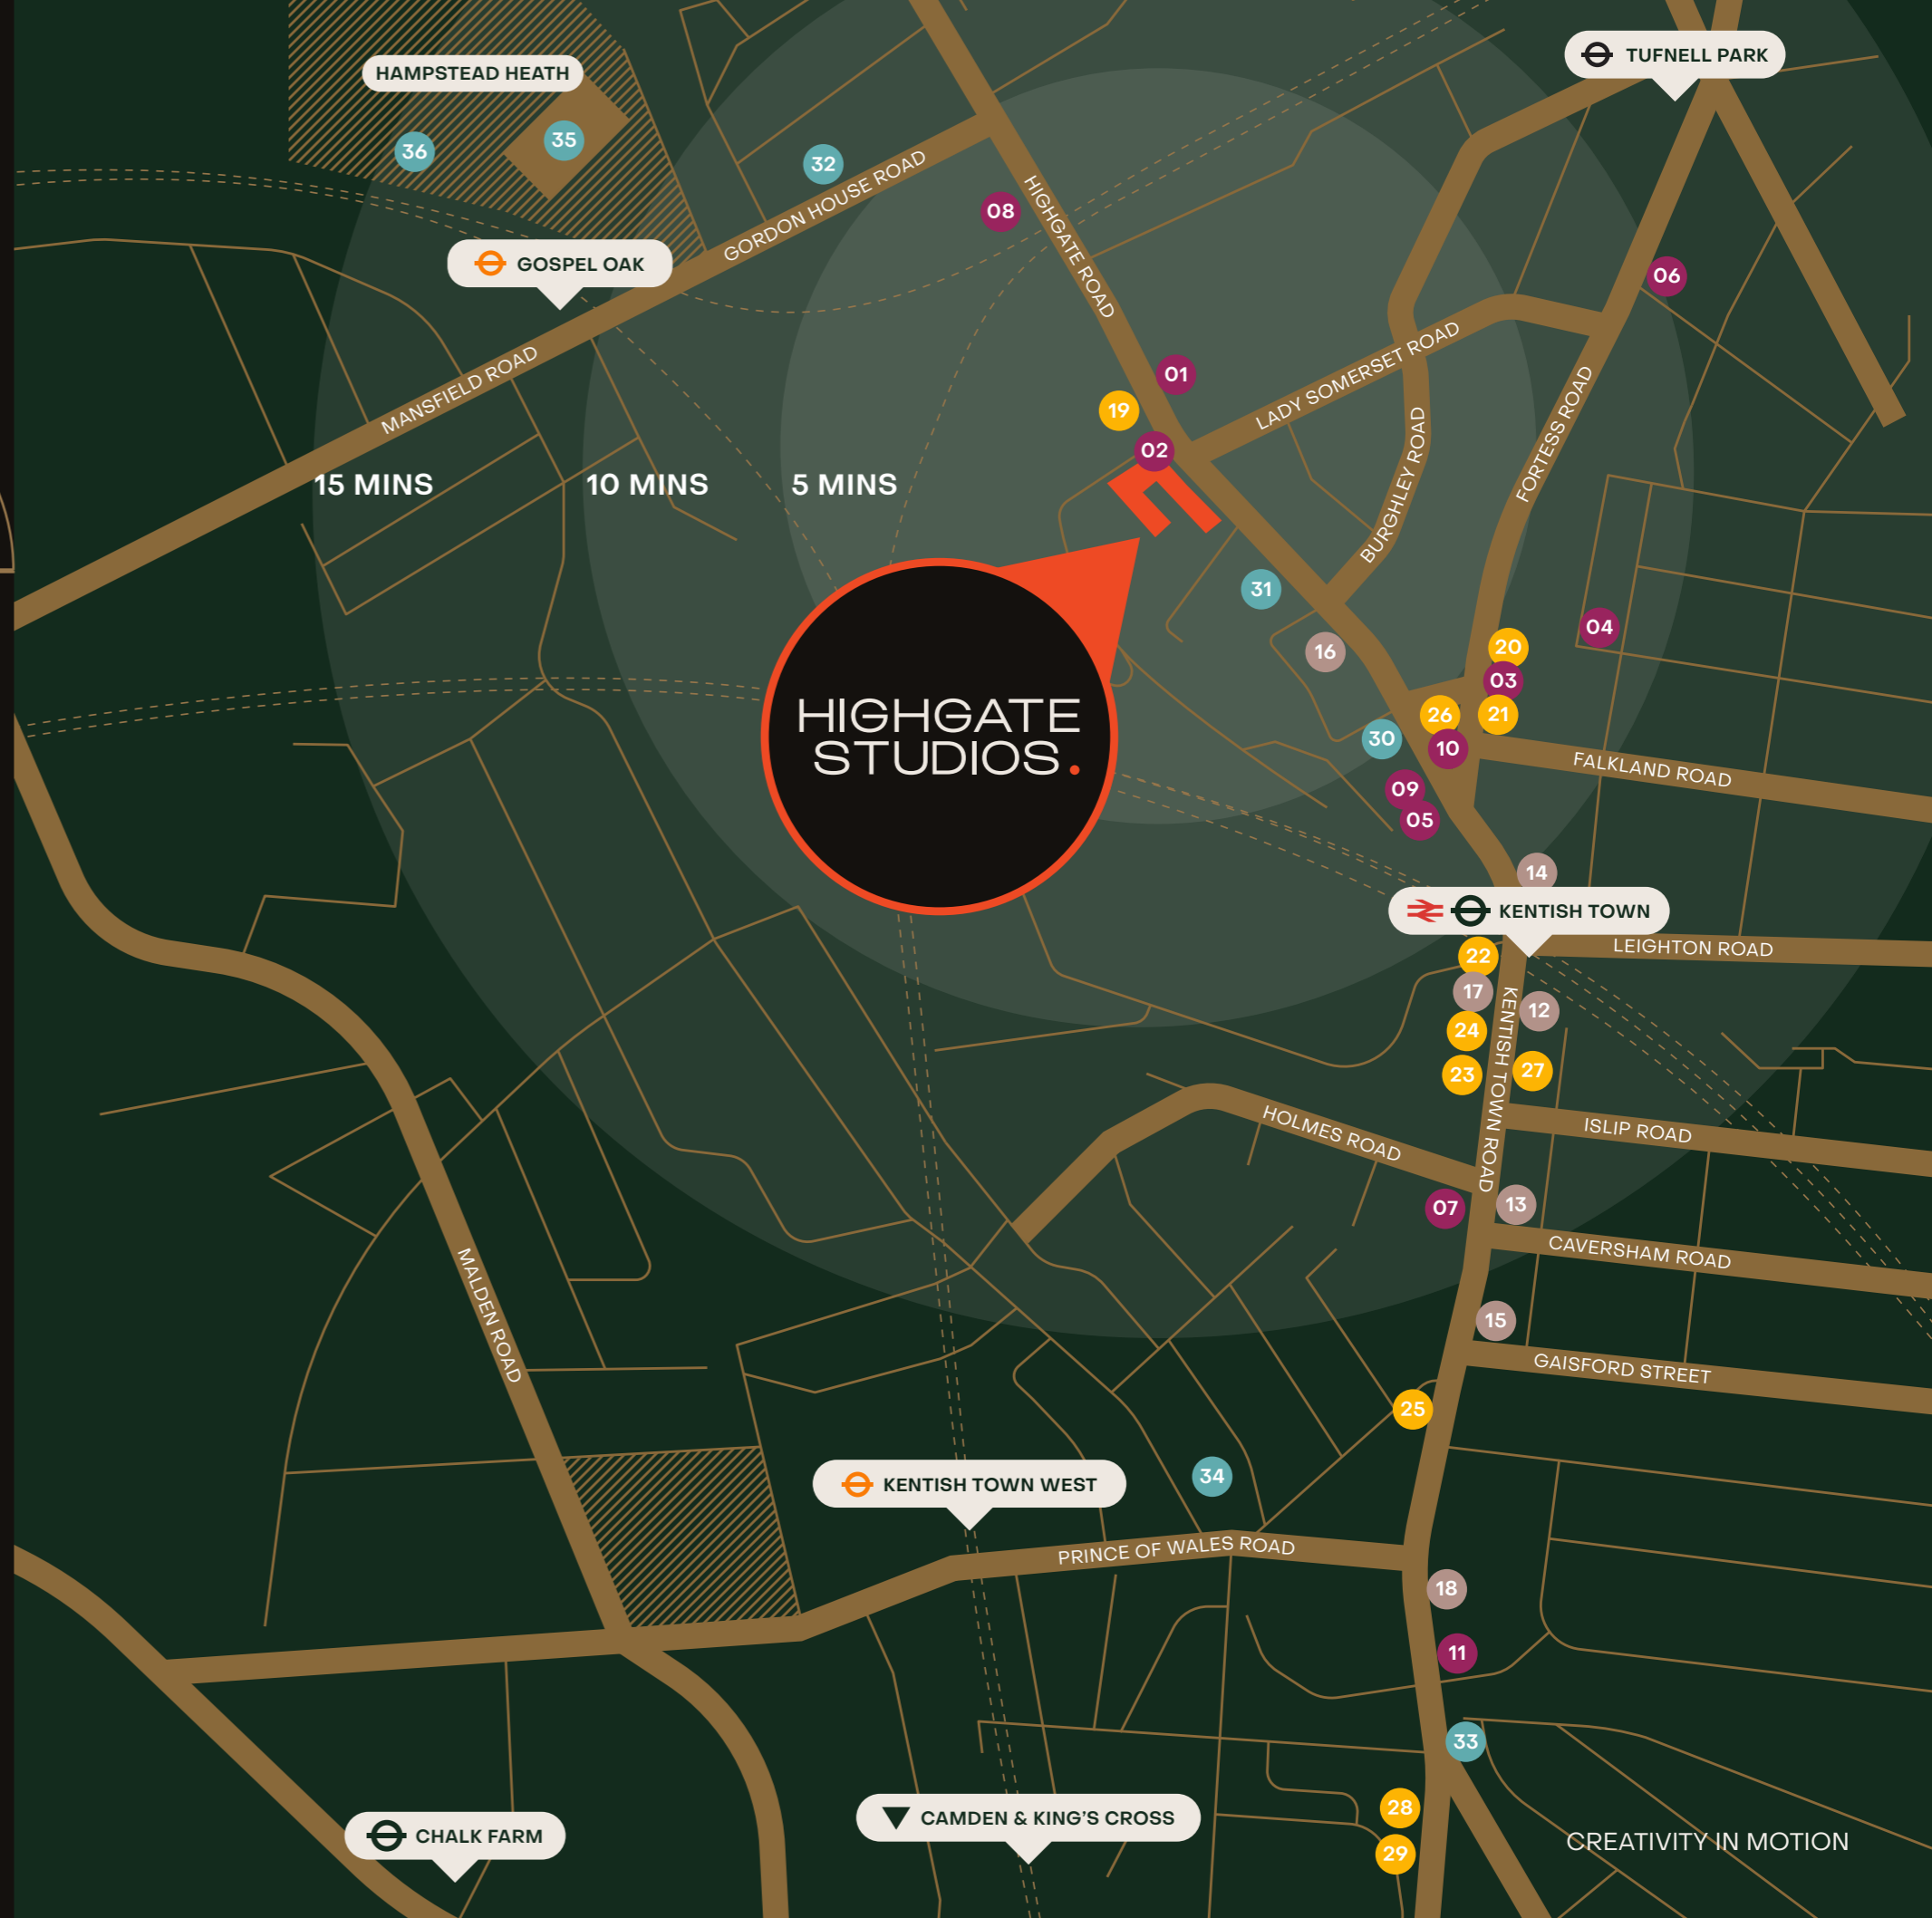 TUFNELL PARK
HAMPSTEAD HEATH
36
35
32
GORDON HOUSE ROAD
08
HIGHGATE ROAD
GOSPEL OAK
06
MANSFIELD ROAD
01
19
02
LADY SOMERSET ROAD
BURGHLEY ROAD
FORTESS ROAD
15 MINS
10 MINS
5 MINS
31
16
04
20
03
26
21
30
10
HIGHGATE
STUDIOS.
09
05
FALKLAND ROAD
14
KENTISH TOWN
LEIGHTON ROAD
22
17
12
24
23
27
KENTISH TOWN ROAD
HOLMES ROAD
ISLIP ROAD
07
13
CAVERSHAM ROAD
MALDEN ROAD
15
GAISFORD STREET
25
34
KENTISH TOWN WEST
PRINCE OF WALES ROAD
18
11
33
28
29
CAMDEN & KING'S CROSS
CHALK FARM
CREATIVITY IN MOTION